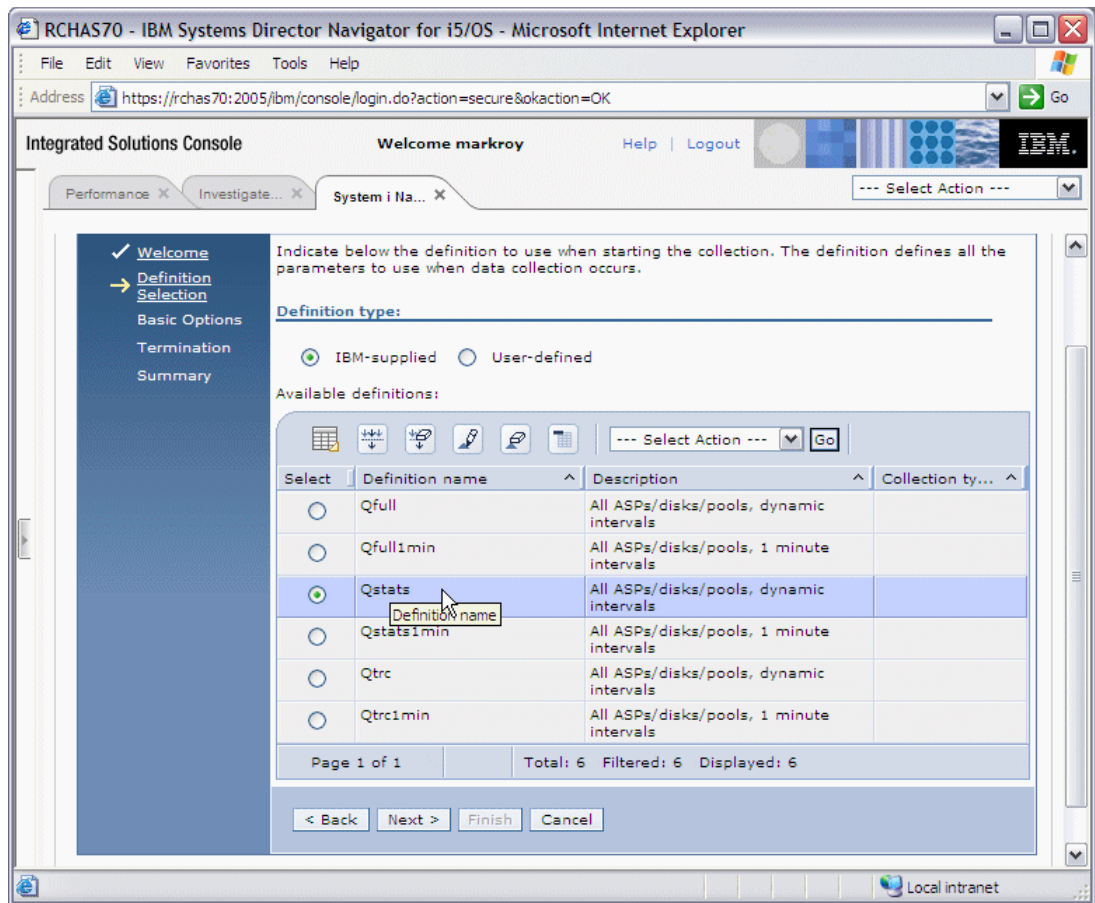 RCHAS70 - IBM Systems Director Navigator for i5/OS - Microsoft Internet Explorer
File Edit View Favorites Tools Help
Address https://rchas70:2005/ibm/console/login.do?action=secure&okaction=OK Go
Integrated Solutions Console Welcome markroy Help | Logout IBM.
Performance Investigate... System i Na... --- Select Action ---
Welcome
Definition
Selection
Basic Options
Termination
Summary
Indicate below the definition to use when starting the collection. The definition defines all the
parameters to use when data collection occurs.
Definition type:
IBM-supplied User-defined
Available definitions:
--- Select Action --- Go
Select Definition name Description Collection ty...
Qfull All ASPs/disks/pools, dynamic
intervals
Qfull1min All ASPs/disks/pools, 1 minute
intervals
Qstats All ASPs/disks/pools, dynamic
intervals
Definition name
Qstats1min All ASPs/disks/pools, 1 minute
intervals
Qtrc All ASPs/disks/pools, dynamic
intervals
Qtrc1min All ASPs/disks/pools, 1 minute
intervals
Page 1 of 1 Total: 6 Filtered: 6 Displayed: 6
< Back Next > Finish Cancel
Local intranet